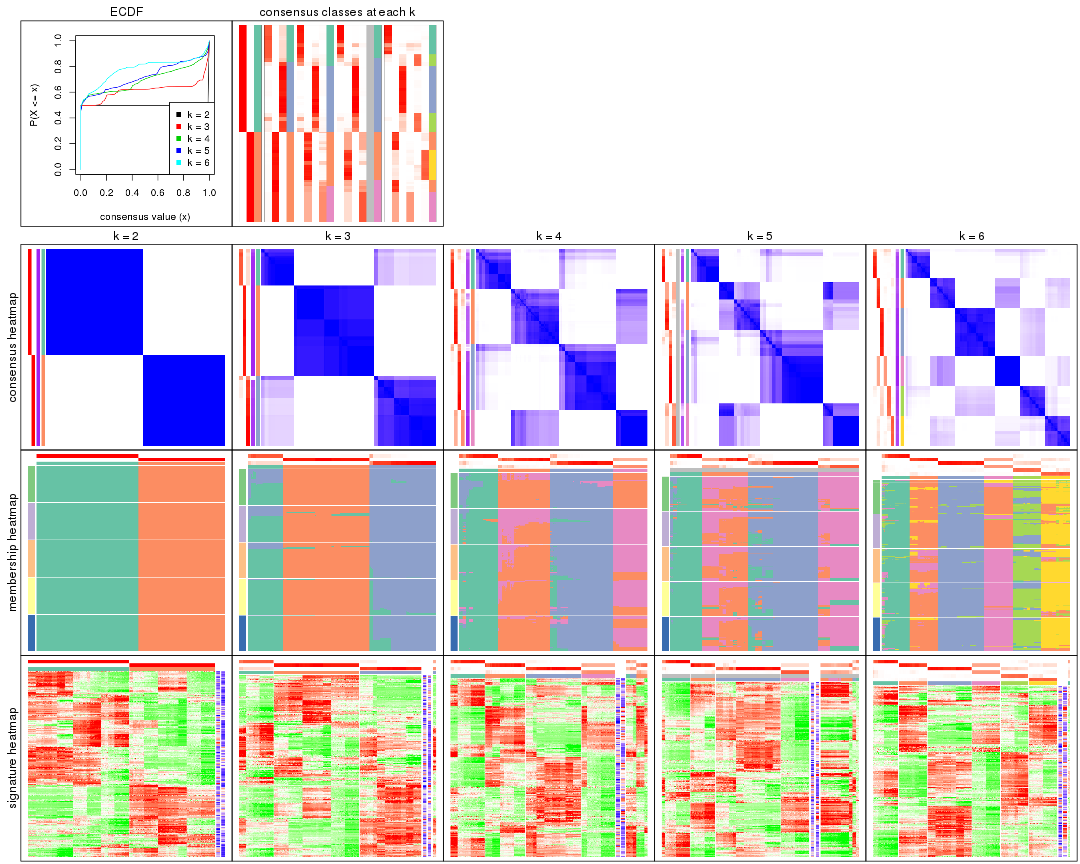 ECDF
consensus classes at each k
P(X <= x)
0.0
0.2
0.4
0.6
0.8
1.0
0.0 0.2 0.4 0.6 0.8 1.0
consensus value (x)
k = 2
k = 3
k = 4
k = 5
k = 6
k = 2
k = 3
k = 4
k = 5
k = 6
consensus heatmap
membership heatmap
signature heatmap